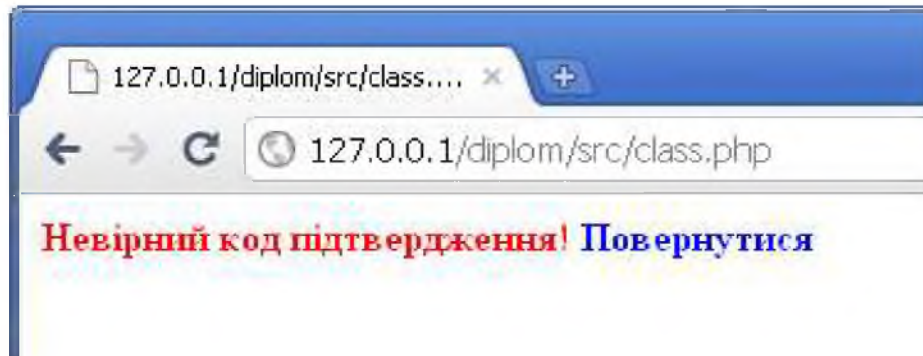 127.0.0.1/diplom/src/class....
127.0.0.1/diplom/src/class.php
Невірний код підтвердження! Повернутися